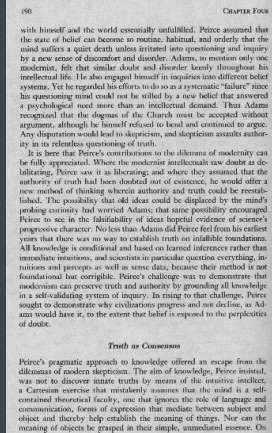 190 CHAPTER FOUR
with himself and the world essentially unfulfilled. Peirce assumed that
the state of belief can become so routine, habitual, and orderly that the
mind suffers a quiet death unless irritated into questioning and inquiry
by a new sense of discomfort and disorder. Adams, to mention only one
modernist, felt that similar doubt and disorder keenly throughout his
intellectual life. He also engaged himself in inquiries into different belief
systems. Yet he regarded his efforts to do so as a systematic "failure" since
his questioning mind could not be stilled by a new belief that answered
a psychological need more than an intellectual demand. Thus Adams
recognized that the dogmas of the Church must be accepted without
argument, although he himself refused to bend and continued to argue.
Any disputation would lead to skepticism, and skepticism assaults author-
ity in its relentless questioning of truth.
It is here that Peirce's contributions to the dilemma of modernity can
be fully appreciated. Where the modernist intellectuals saw doubt as de-
bilitating, Peirce saw it as liberating; and where they assumed that the
authority of truth had been doubted out of existence, he would offer a
new method of thinking wherein authority and truth could be reestab-
lished. The possibility that old ideas could be displaced by the mind's
probing curiosity had worried Adams; that same possibility encouraged
Peirce to see in the falsifiability of ideas hopeful evidence of science's
progressive character. No less than Adams did Peirce feel from his earliest
years that there was no way to establish truth on infallible foundations.
All knowledge is conditional and based on learned inferences rather than
immediate intuitions, and scientists in particular question everything, in-
tuitions and percepts as well as sense data, because their method is not
foundational but corrigible. Peirce's challenge was to demonstrate that
modernism can preserve truth and authority by grounding all knowledge
in a self-validating system of inquiry. In rising to that challenge, Peirce
sought to demonstrate why civilizations progress and not decline, as Ad-
ams would have it, to the extent that belief is exposed to the perplexities
of doubt.
Truth as Consensus
Peirce's pragmatic approach to knowledge offered an escape from the
dilemmas of modern skepticism. The aim of knowledge, Peirce insisted,
was not to discover innate truths by means of the intuitive intellect,
a Cartesian exercise that mistakenly assumes that the mind is a self-
contained theoretical faculty, one that ignores the role of language and
communication, forms of expression that mediate between subject and
object and thereby help establish the meaning of things. Nor can the
meaning of objects be grasped in their simple, unmediated essence. On